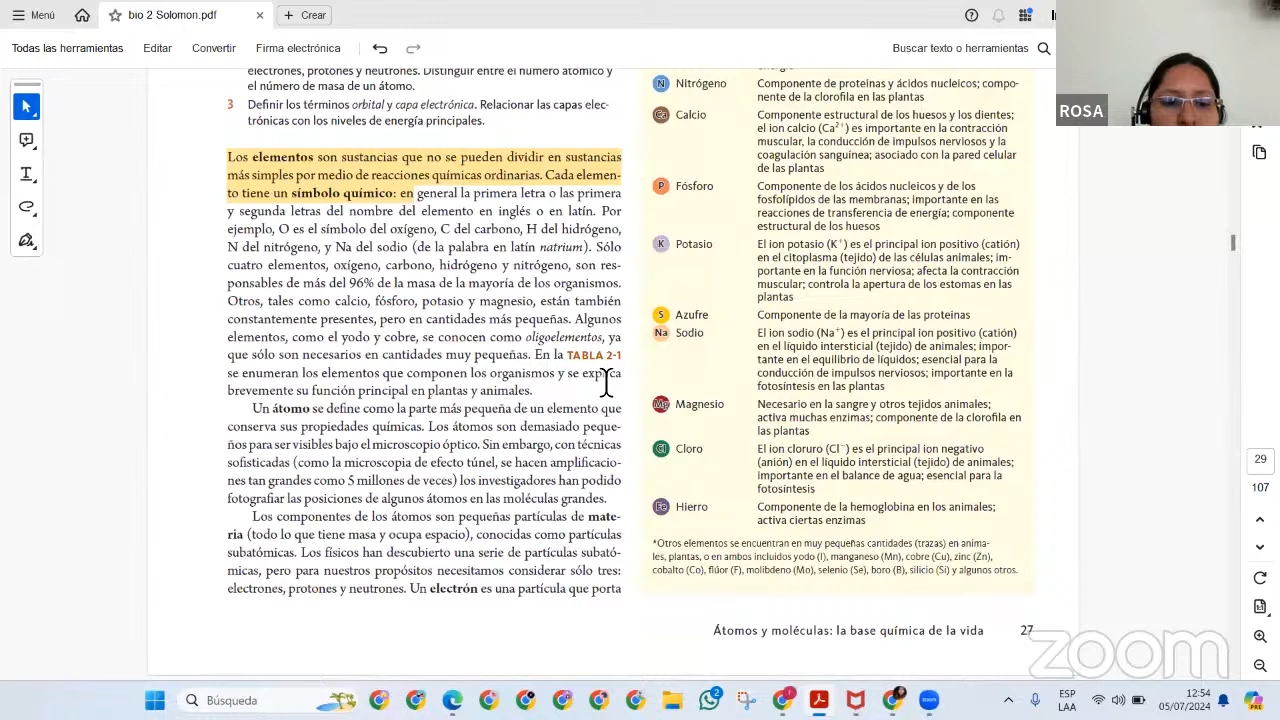 Menú
bio 2 Solomon.pdf
Crear
Todas las herramientas
Editar
Convertir
Firma electrónica
Buscar texto o herramientas
ROSA
electrones, protones y neutrones. Distinguir entre el número atómico y
el número de masa de un átomo.
3 Definir los términos orbital y capa electrónica. Relacionar las capas elec-
trónicas con los niveles de energía principales.
Los elementos son sustancias que no se pueden dividir en sustancias
más simples por medio de reacciones químicas ordinarias. Cada elemen-
to tiene un símbolo químico: en general la primera letra o las primera
y segunda letras del nombre del elemento en inglés o en latín. Por
ejemplo, O es el símbolo del oxígeno, C del carbono, H del hidrógeno,
N del nitrógeno, y Na del sodio (de la palabra en latín natrium). Sólo
cuatro elementos, oxígeno, carbono, hidrógeno y nitrógeno, son res-
ponsables de más del 96% de la masa de la mayoría de los organismos.
Otros, tales como calcio, fósforo, potasio y magnesio, están también
constantemente presentes, pero en cantidades más pequeñas. Algunos
elementos, como el yodo y cobre, se conocen como oligoelementos, ya
que sólo son necesarios en cantidades muy pequeñas. En la TABLA 2-1
se enumeran los elementos que componen los organismos y se explica
brevemente su función principal en plantas y animales.
Un átomo se define como la parte más pequeña de un elemento que
conserva sus propiedades químicas. Los átomos son demasiado peque-
ños para ser visibles bajo el microscopio óptico. Sin embargo, con técnicas
sofisticadas (como la microscopia de efecto túnel, se hacen amplificacio-
nes tan grandes como 5 millones de veces) los investigadores han podido
fotografiar las posiciones de algunos átomos en las moléculas grandes.
Los componentes de los átomos son pequeñas partículas de mate-
ria (todo lo que tiene masa y ocupa espacio), conocidas como partículas
subatómicas. Los físicos han descubierto una serie de partículas subató-
micas, pero para nuestros propósitos necesitamos considerar sólo tres:
electrones, protones y neutrones. Un electrón es una partícula que porta
N Nitrógeno Componente de proteínas y ácidos nucleicos; compo-
nente de la clorofila en las plantas
Ca Calcio Componente estructural de los huesos y los dientes;
el ion calcio (Ca2+) es importante en la contracción
muscular, la conducción de impulsos nerviosos y la
coagulación sanguínea; asociado con la pared celular
de las plantas
P Fósforo Componente de los ácidos nucleicos y de los
fosfolípidos de las membranas; importante en las
reacciones de transferencia de energía; componente
estructural de los huesos
K Potasio El ion potasio (K+) es el principal ion positivo (catión)
en el citoplasma (tejido) de las células animales; im-
portante en la función nerviosa; afecta la contracción
muscular; controla la apertura de los estomas en las
plantas
S Azufre Componente de la mayoría de las proteínas
Na Sodio El ion sodio (Na+) es el principal ion positivo (catión)
en el líquido intersticial (tejido) de animales; impor-
tante en el equilibrio de líquidos; esencial para la
conducción de impulsos nerviosos; importante en la
fotosíntesis en las plantas
Mg Magnesio Necesario en la sangre y otros tejidos animales;
activa muchas enzimas; componente de la clorofila en
las plantas
Cl Cloro El ion cloruro (Cl−) es el principal ion negativo
(anión) en el líquido intersticial (tejido) de animales;
importante en el balance de agua; esencial para la
fotosíntesis
Fe Hierro Componente de la hemoglobina en los animales;
activa ciertas enzimas
*Otros elementos se encuentran en muy pequeñas cantidades (trazas) en anima-
les, plantas, o en ambos incluidos yodo (I), manganeso (Mn), cobre (Cu), zinc (Zn),
cobalto (Co), flúor (F), molibdeno (Mo), selenio (Se), boro (B), silicio (Si) y algunos otros.
Átomos y moléculas: la base química de la vida 27
29
107
zoom
Búsqueda
2
ESP
LAA
12:54
05/07/2024